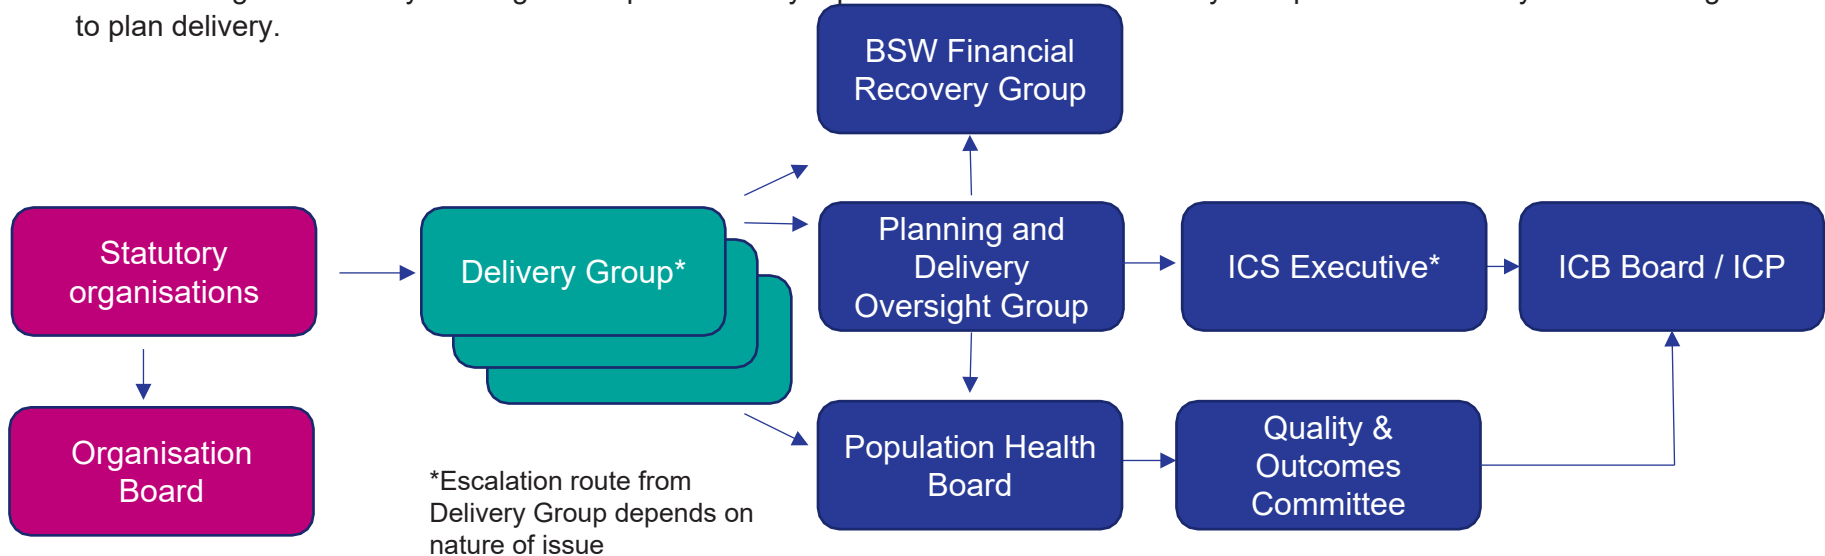 to plan delivery.
BSW Financial
Recovery Group
Statutory
organisations
Delivery Group*
Planning and
Delivery
Oversight Group
ICS Executive*
ICB Board / ICP
Organisation
Board
*Escalation route from
Delivery Group depends on
nature of issue
Population Health
Board
Quality &
Outcomes
Committee